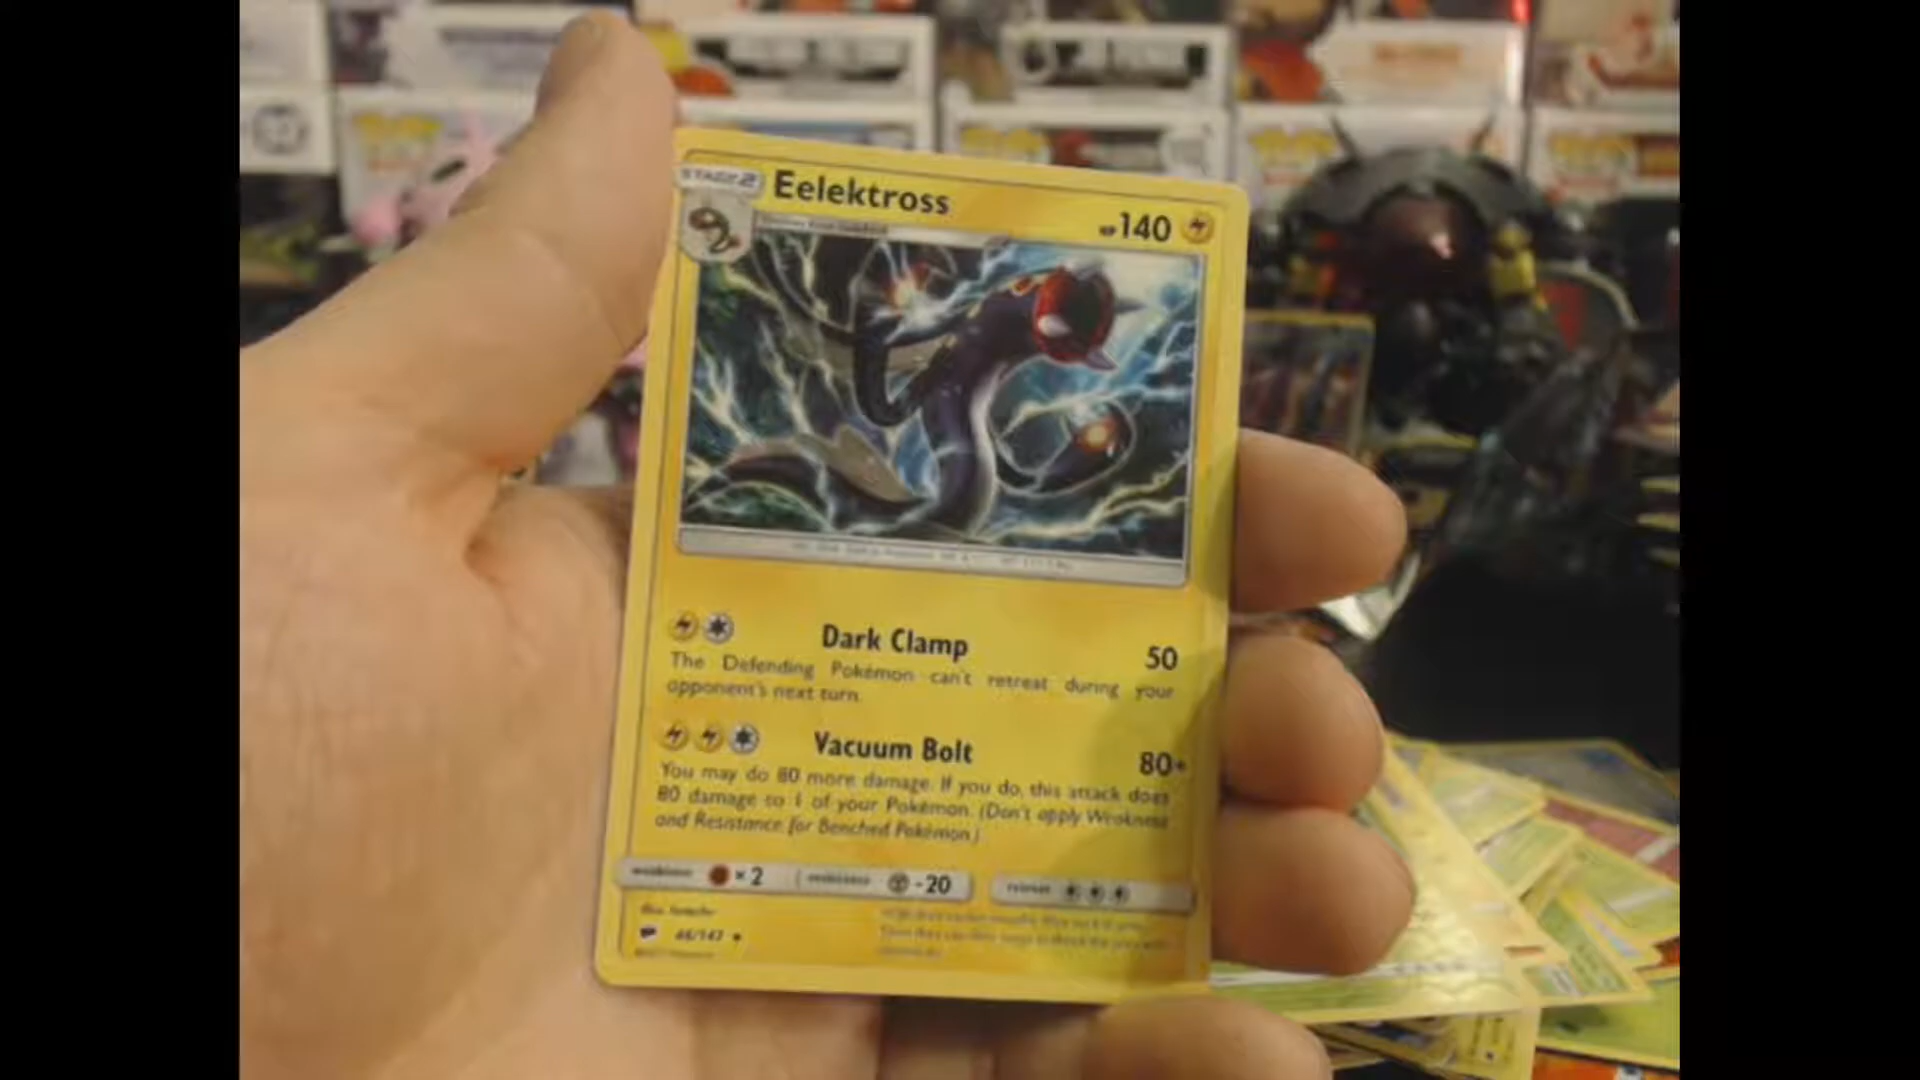 STAGE 2 Eelektross
140
Dark Clamp 50
The Defending Pokémon can't retreat during your
opponent's next turn.
Vacuum Bolt 80+
You may do 80 more damage. If you do, this attack does
80 damage to 1 of your Pokémon. (Don't apply Weakness
and Resistance for Benched Pokémon.)
weakness ×2 resistance -20 retreat
66/147